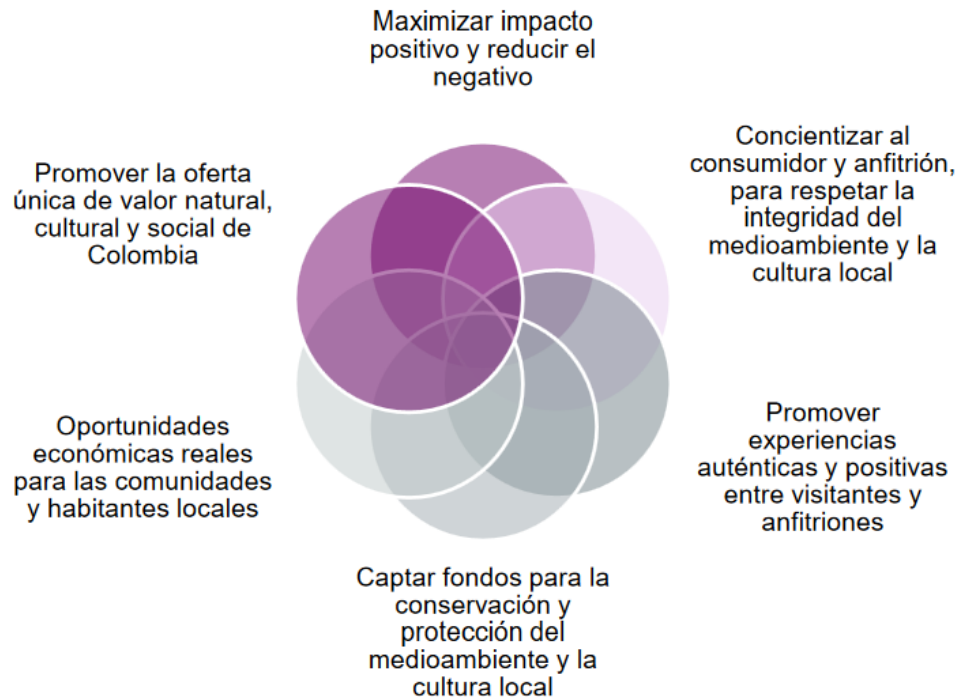 Maximizar impacto
positivo y reducir el
negativo
Concientizar al
consumidor y anfitrión,
para respetar la
integridad del
medioambiente y la
cultura local
Promover
experiencias
auténticas y positivas
entre visitantes y
anfitriones
Captar fondos para la
conservación y
protección del
medioambiente y la
cultura local
Oportunidades
económicas reales
para las comunidades
y habitantes locales
Promover la oferta
única de valor natural,
cultural y social de
Colombia